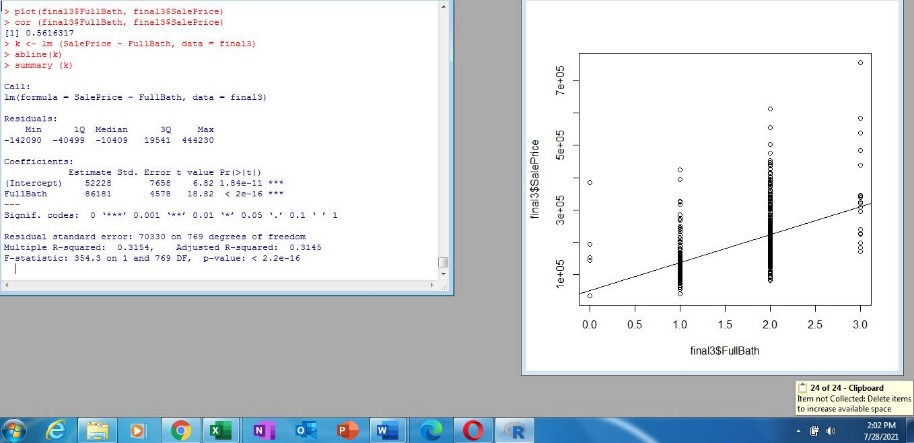 > plot(final3$FullBath, final3$SalePrice)
> cor (final3$FullBath, final3$SalePrice)
[1] 0.5616317
> k <- lm (SalePrice ~ FullBath, data = final3)
> abline(k)
> summary (k)
Call:
lm(formula = SalePrice ~ FullBath, data = final3)
Residuals:
Min 1Q Median 3Q Max
-142090 -40499 -10409 19541 444230
Coefficients:
Estimate Std. Error t value Pr(>|t|)
(Intercept) 52228 7658 6.82 1.84e-11 ***
FullBath 86181 4578 18.82 < 2e-16 ***
---
Signif. codes: 0 '***' 0.001 '**' 0.01 '*' 0.05 '.' 0.1 ' ' 1
Residual standard error: 70330 on 769 degrees of freedom
Multiple R-squared: 0.3154, Adjusted R-squared: 0.3145
F-statistic: 354.3 on 1 and 769 DF, p-value: < 2.2e-16
final3$SalePrice
7e+05
5e+05
3e+05
1e+05
0.0 0.5 1.0 1.5 2.0 2.5 3.0
final3$FullBath
24 of 24 - Clipboard
Item not Collected: Delete items
to increase available space
2:02 PM
7/28/2021